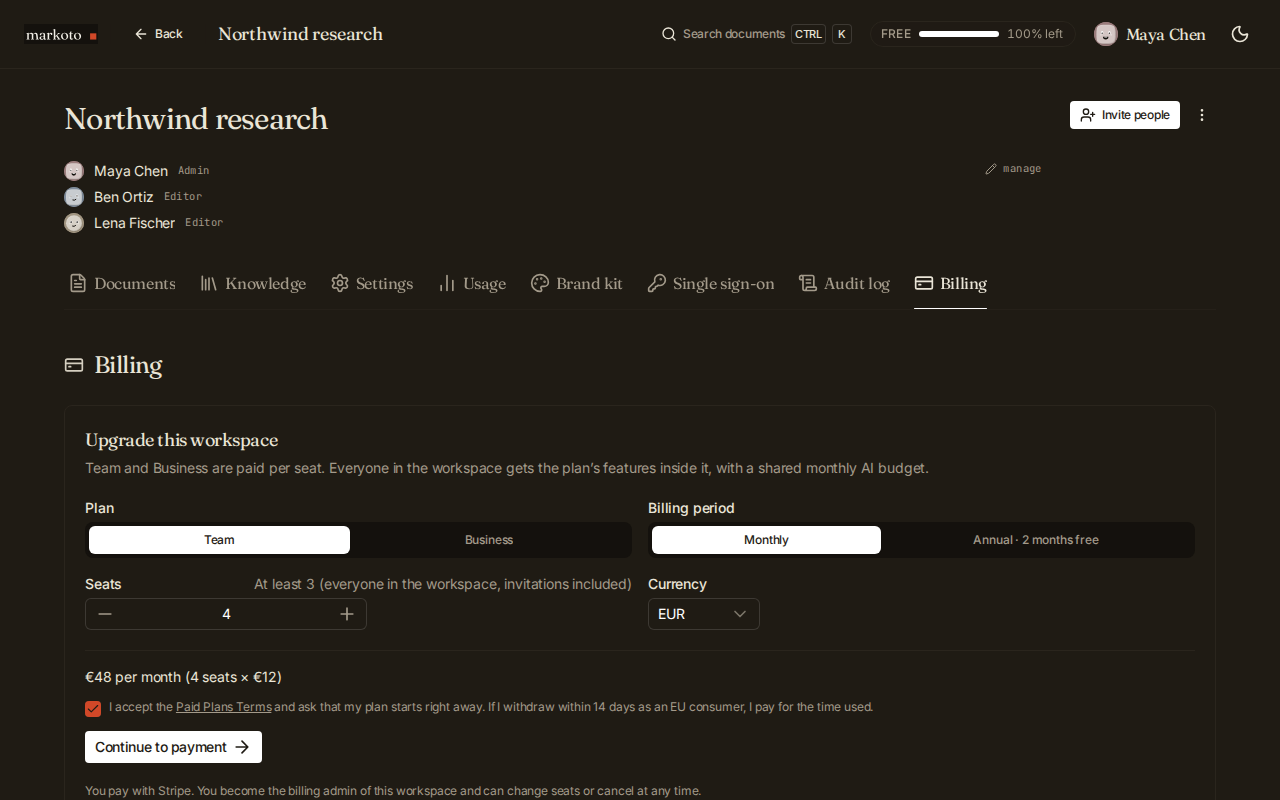 markoto
Back
Northwind research
Search documents CTRL K
FREE 100% left
Maya Chen
Northwind research
Invite people
Maya Chen Admin
manage
Ben Ortiz Editor
Lena Fischer Editor
Documents Knowledge Settings Usage Brand kit Single sign-on Audit log Billing
Billing
Upgrade this workspace
Team and Business are paid per seat. Everyone in the workspace gets the plan’s features inside it, with a shared monthly AI budget.
Plan
Team Business
Billing period
Monthly Annual · 2 months free
Seats At least 3 (everyone in the workspace, invitations included)
4
Currency
EUR
€48 per month (4 seats × €12)
I accept the Paid Plans Terms and ask that my plan starts right away. If I withdraw within 14 days as an EU consumer, I pay for the time used.
Continue to payment
You pay with Stripe. You become the billing admin of this workspace and can change seats or cancel at any time.